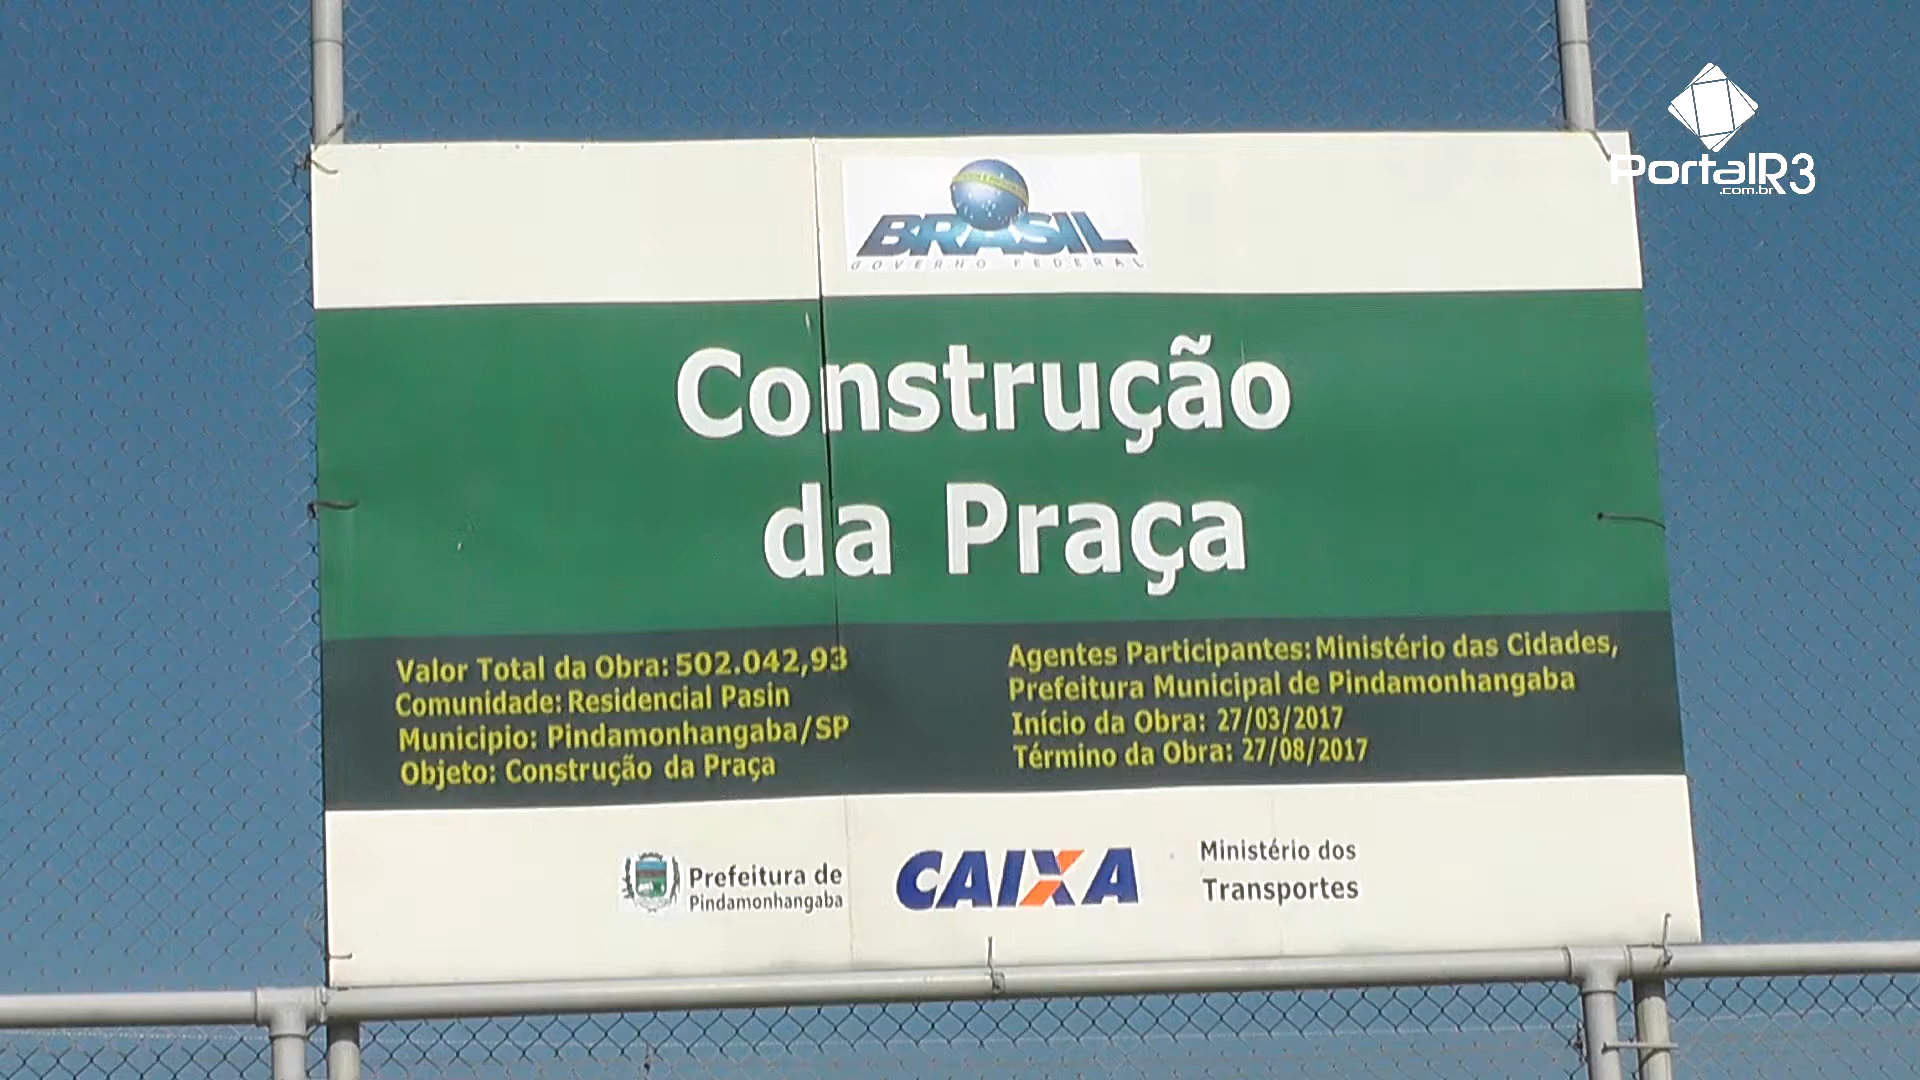 PortalR3
.com.br
BRASIL
GOVERNO FEDERAL
Construção
da Praça
Valor Total da Obra: 502.042,93
Comunidade: Residencial Pasin
Municipio: Pindamonhangaba/SP
Objeto: Construção da Praça
Agentes Participantes: Ministério das Cidades,
Prefeitura Municipal de Pindamonhangaba
Início da Obra: 27/03/2017
Término da Obra: 27/08/2017
Prefeitura de
Pindamonhangaba
CAIXA
Ministério dos
Transportes